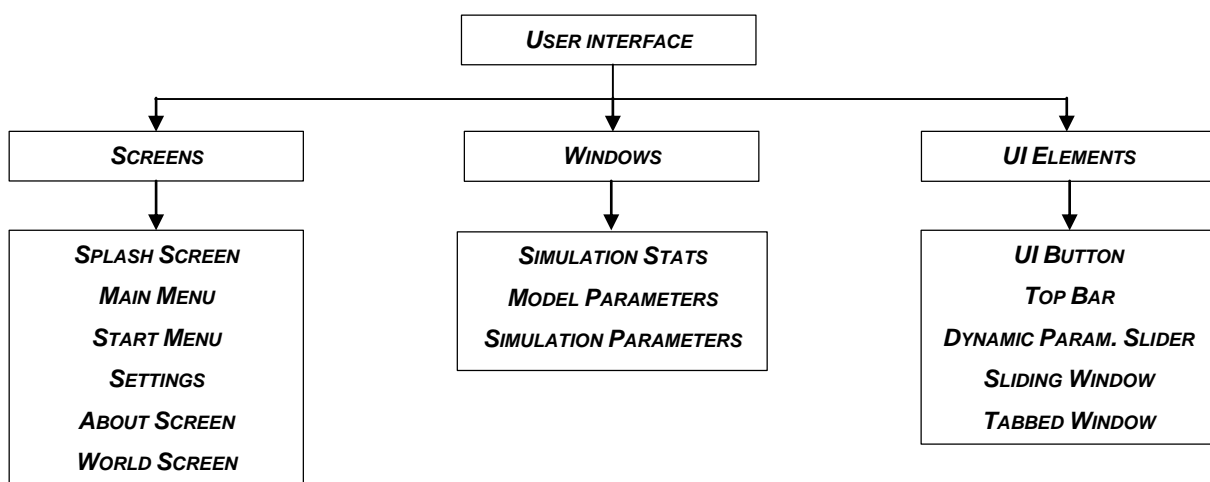 USER INTERFACE
SCREENS
WINDOWS
UI ELEMENTS
SPLASH SCREEN
MAIN MENU
START MENU
SETTINGS
ABOUT SCREEN
WORLD SCREEN
SIMULATION STATS
MODEL PARAMETERS
SIMULATION PARAMETERS
UI BUTTON
TOP BAR
DYNAMIC PARAM. SLIDER
SLIDING WINDOW
TABBED WINDOW